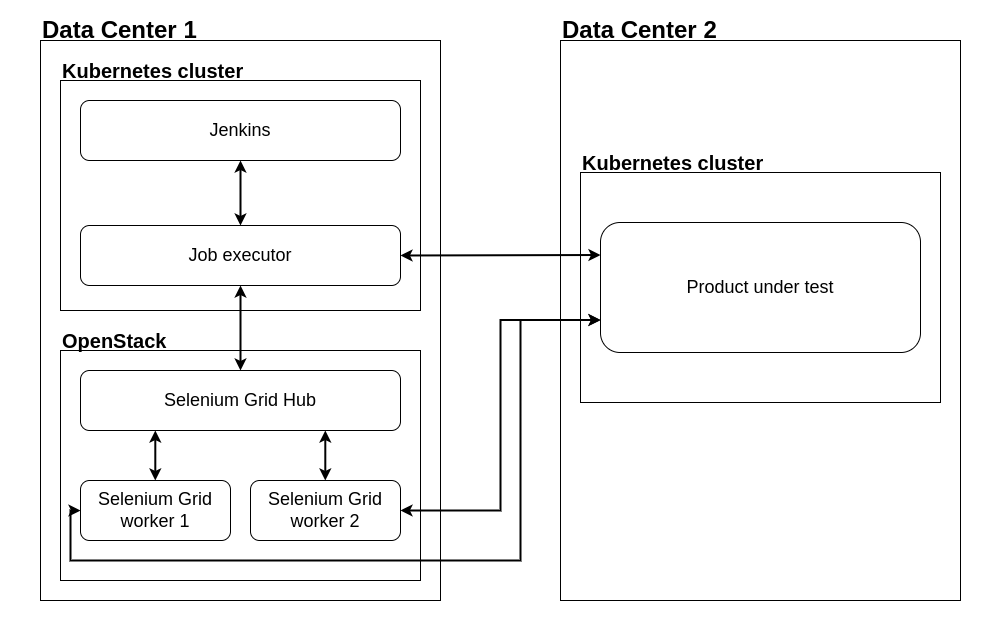 Data Center 1
Kubernetes cluster
Jenkins
Job executor
OpenStack
Selenium Grid Hub
Selenium Grid
worker 1
Selenium Grid
worker 2
Data Center 2
Kubernetes cluster
Product under test